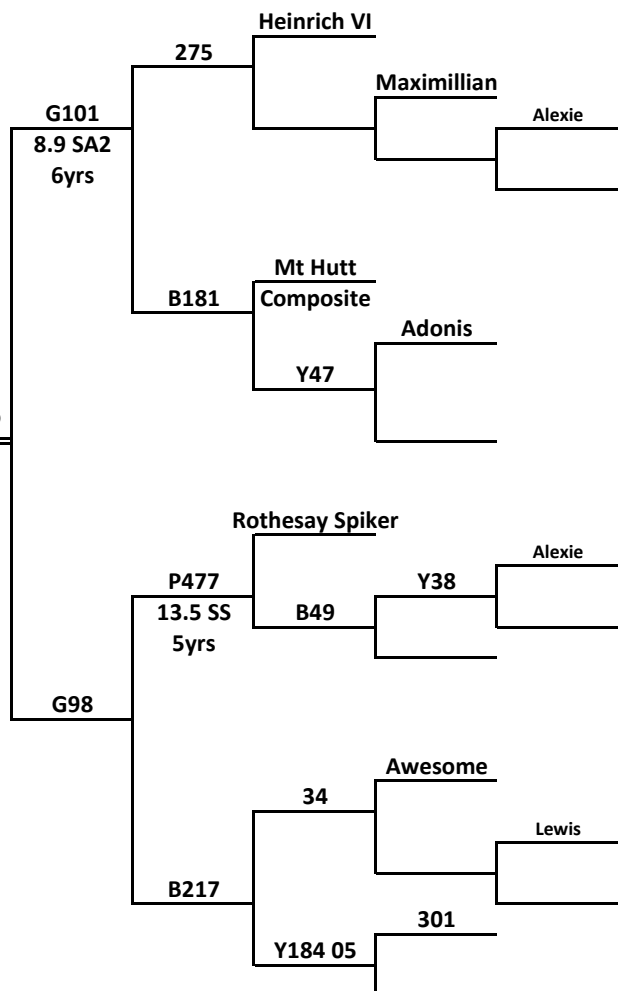 Heinrich VI
275
Maximillian
G101
Alexie
8.9 SA2
6yrs
Mt Hutt
B181
Composite
Adonis
Y47
Rothesay Spiker
Alexie
P477
Y38
13.5 SS
B49
5yrs
G98
Awesome
34
Lewis
B217
301
Y184 05